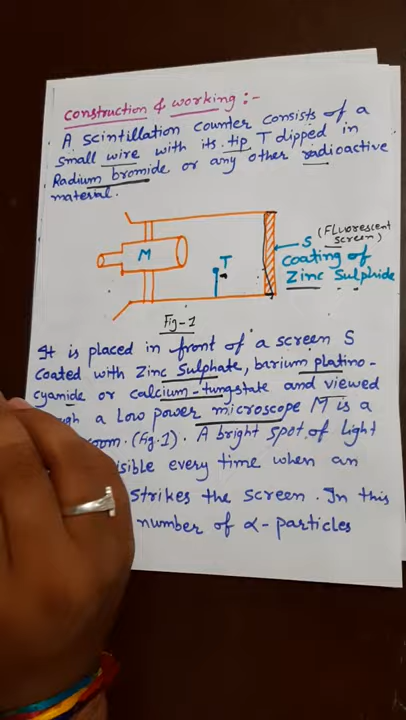 construction & working :-
A scintillation counter consists of a
small wire with its tip T dipped in
Radium bromide or any other radioactive
material.
M
T
S (Fluorescent
screen)
coating of
Zinc Sulphide
Fig-1
It is placed in front of a screen S
coated with Zinc Sulphate, barium platino-
cyamide or calcium-tungstate and viewed
a Low power microscope M is a
room. (Fig.1). A bright spot of Light
visible every time when an
strikes the screen. In this
number of α-particles